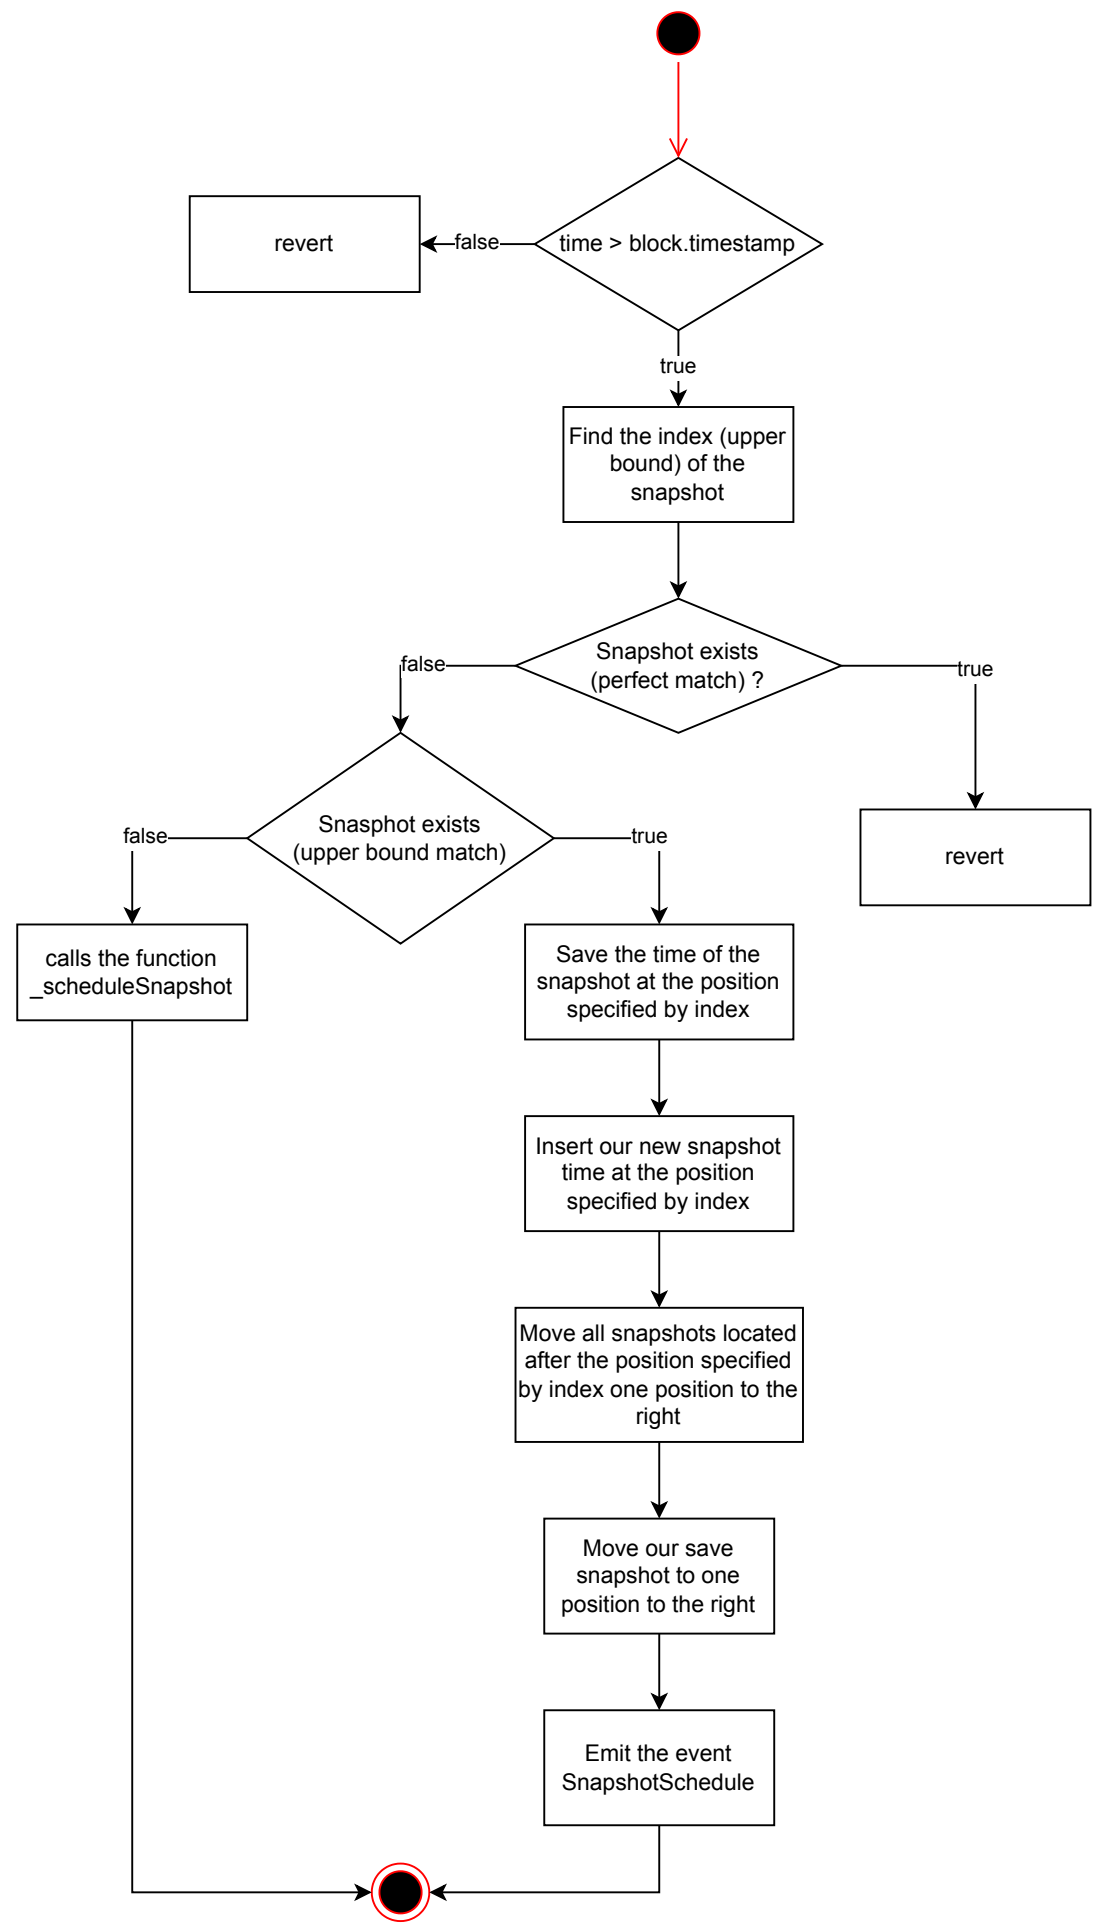 time > block.timestamp
false
revert
true
Find the index (upper
bound) of the
snapshot
Snapshot exists
(perfect match) ?
false
true
revert
Snasphot exists
(upper bound match)
false
true
calls the function
_scheduleSnapshot
Save the time of the
snapshot at the position
specified by index
Insert our new snapshot
time at the position
specified by index
Move all snapshots located
after the position specified
by index one position to the
right
Move our save
snapshot to one
position to the right
Emit the event
SnapshotSchedule